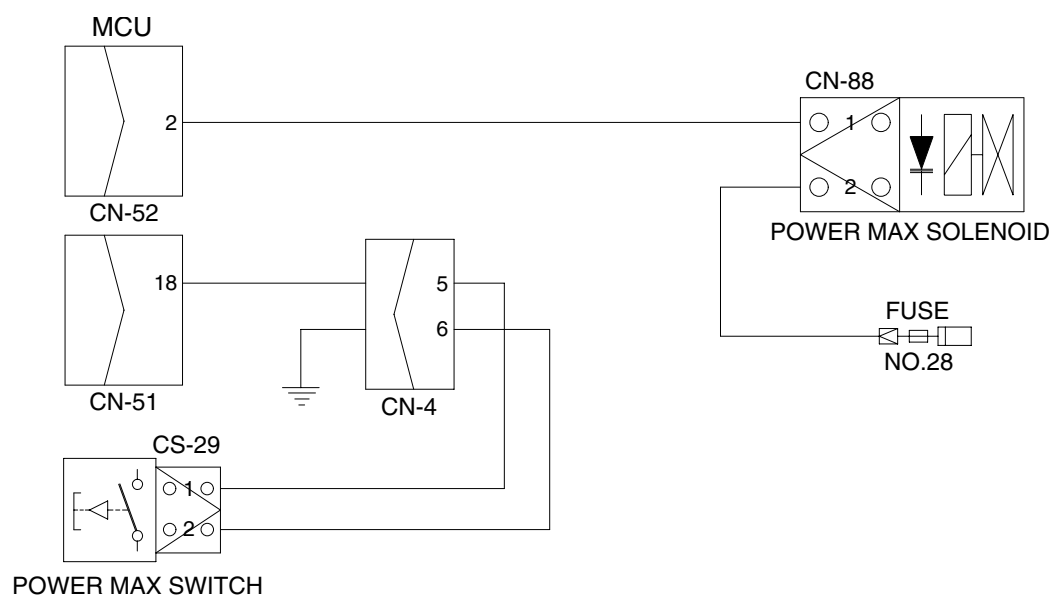 MCU
2
CN-52
CN-88
1
2
POWER MAX SOLENOID
18
CN-51
5
6
CN-4
FUSE
NO.28
CS-29
1
2
POWER MAX SWITCH